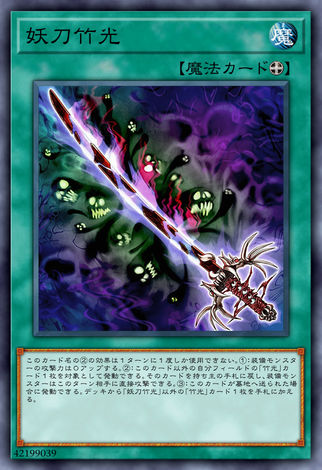 妖刀竹光
魔
【魔法カード】
このカード名の②の効果は1ターンに1度しか使用できない。①:装備モンスター
の攻撃力は0アップする。②:このカード以外の自分フィールドの「竹光」カ
ード1枚を対象として発動できる。そのカードを持ち主の手札に戻し、装備モン
スターはこのターン相手に直接攻撃できる。③:このカードが墓地へ送られた場
合に発動できる。デッキから「妖刀竹光」以外の「竹光」カード1枚を手札に加え
る。
42199039